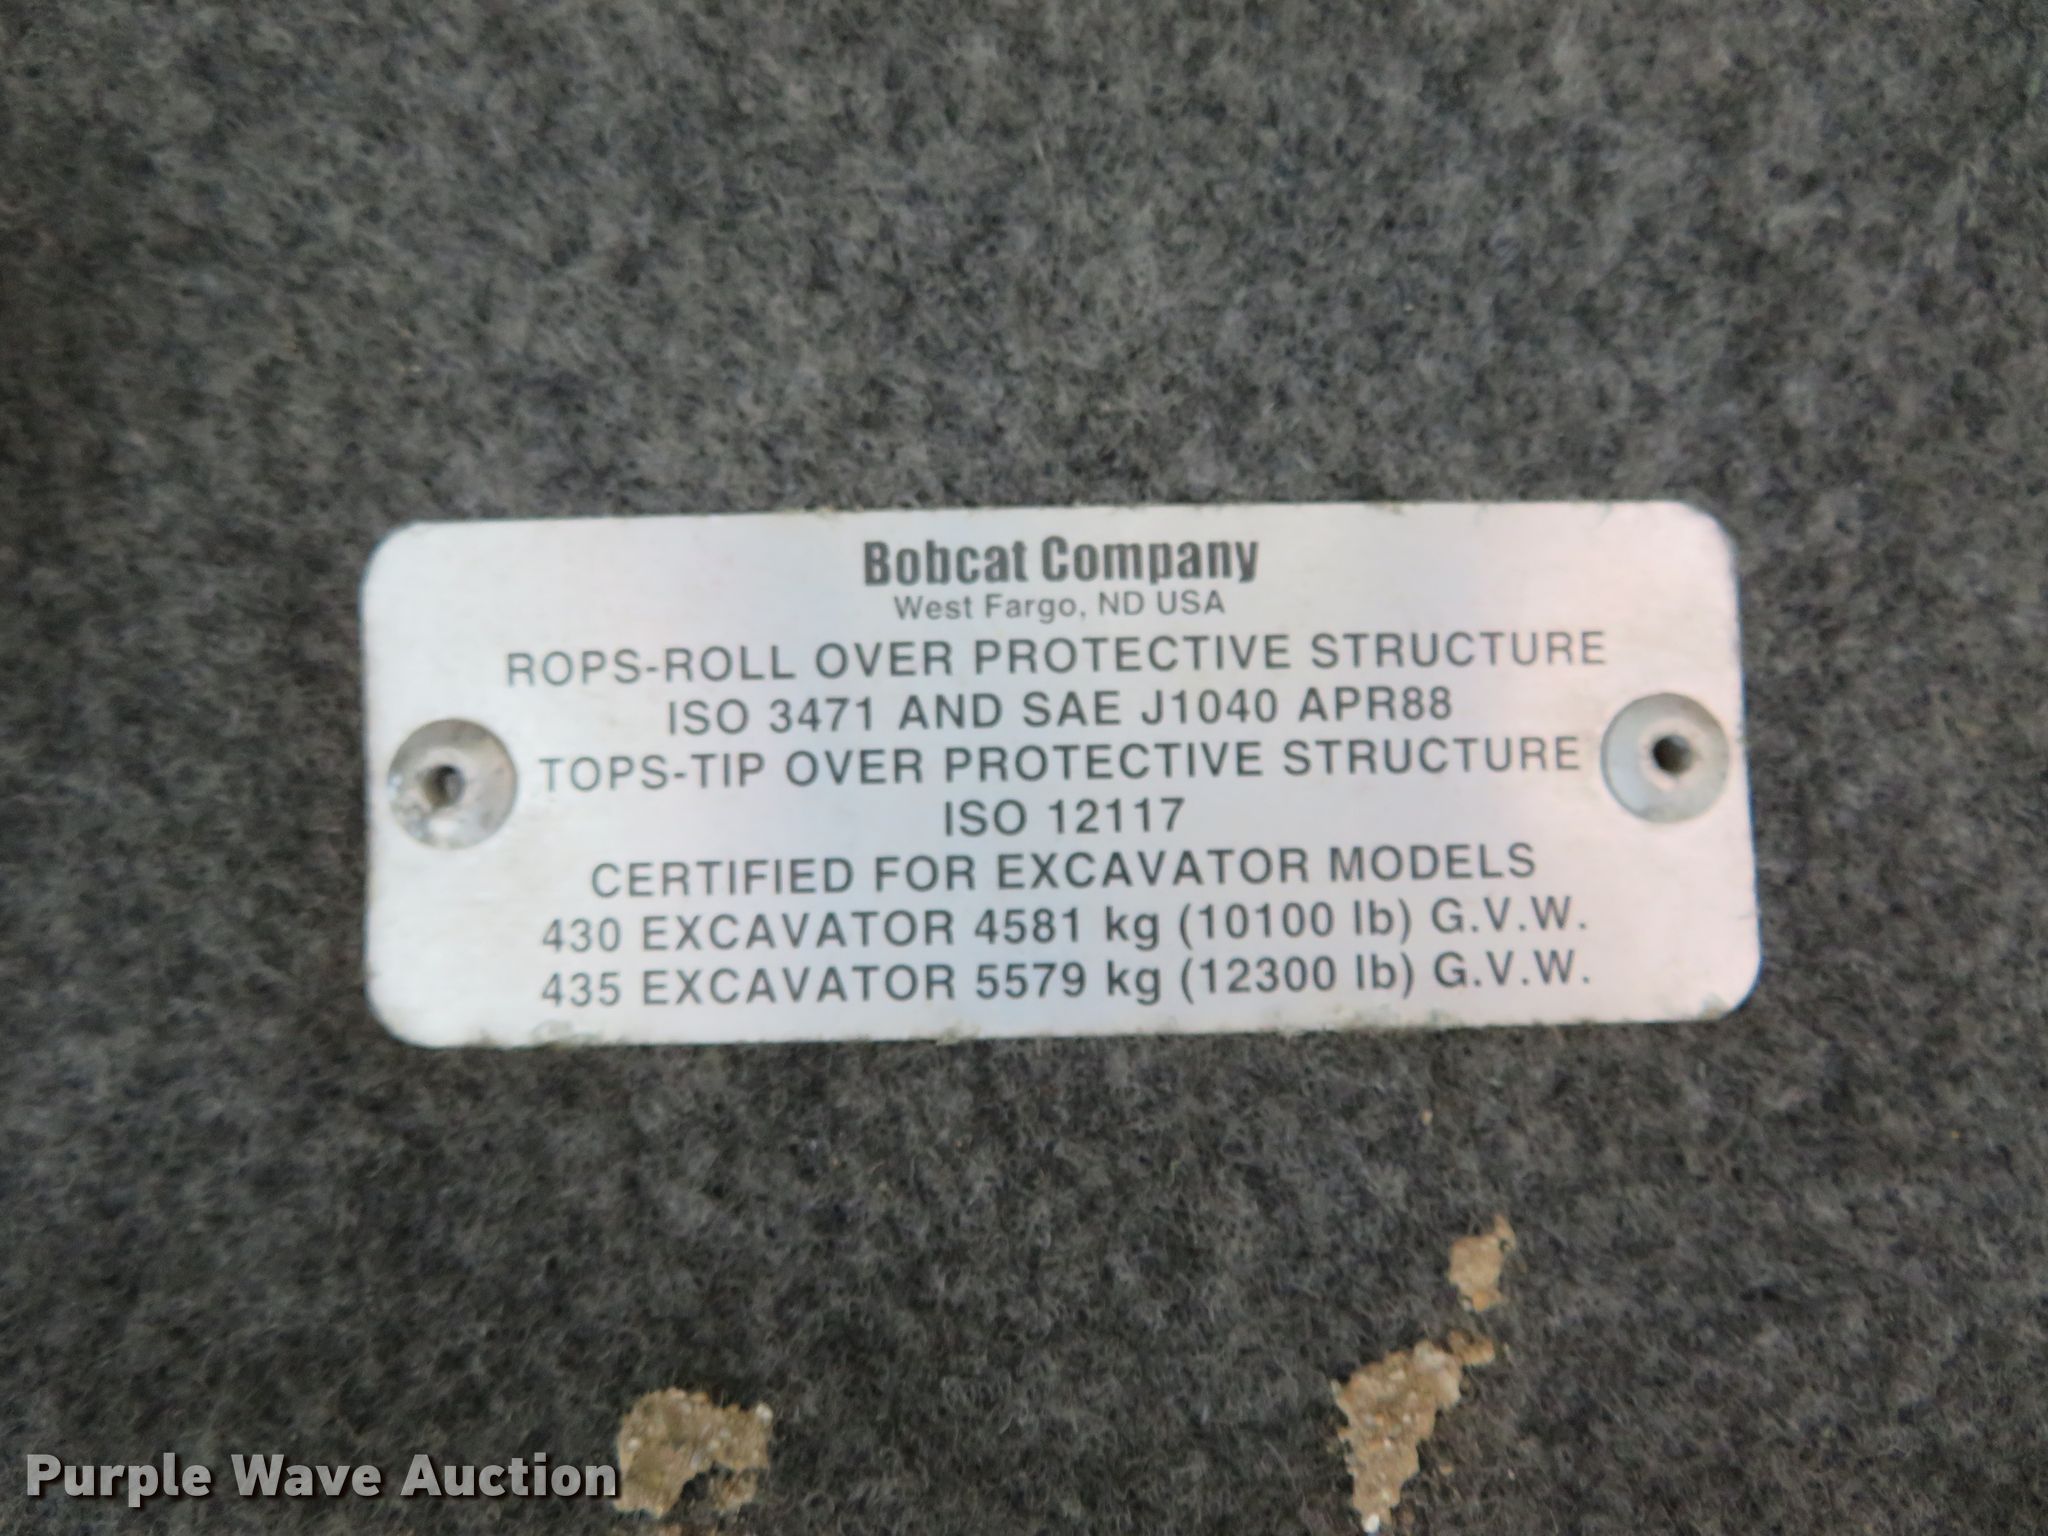 Bobcat Company
West Fargo, ND USA
ROPS-ROLL OVER PROTECTIVE STRUCTURE
ISO 3471 AND SAE J1040 APR88
TOPS-TIP OVER PROTECTIVE STRUCTURE
ISO 12117
CERTIFIED FOR EXCAVATOR MODELS
430 EXCAVATOR 4581 kg (10100 lb) G.V.W.
435 EXCAVATOR 5579 kg (12300 lb) G.V.W.
Purple Wave Auction